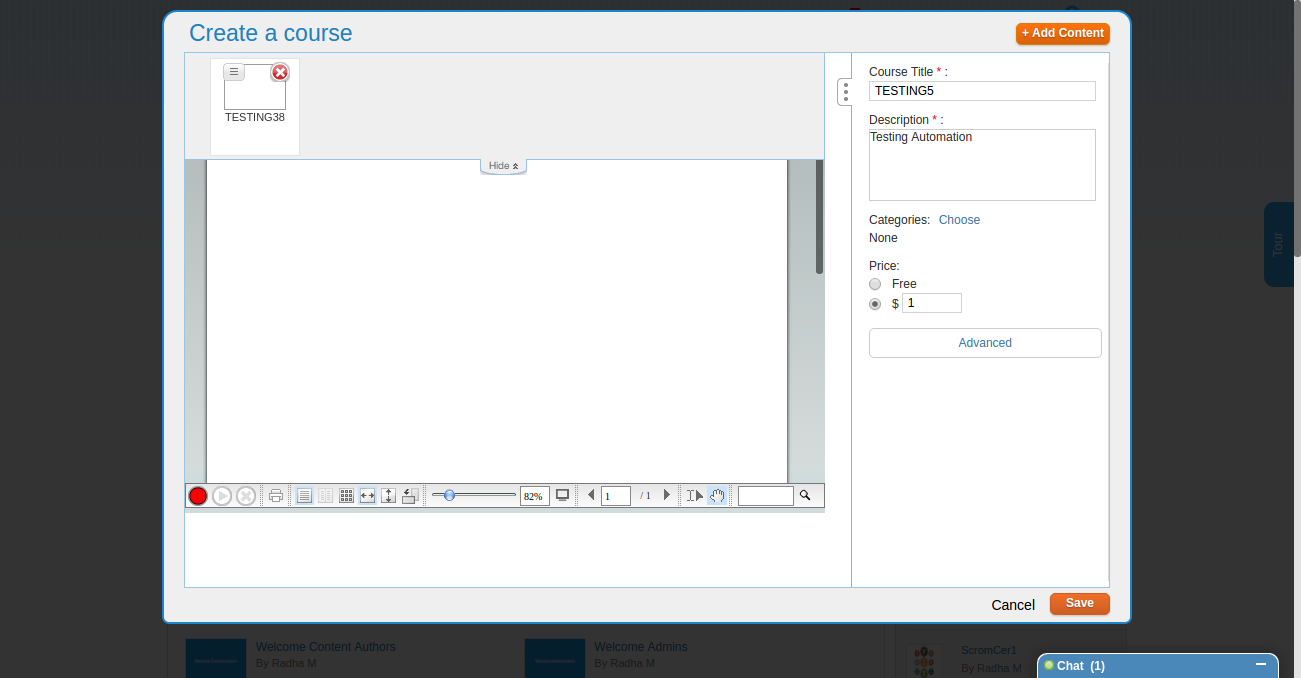 Create a course
+ Add Content
TESTING38
Hide
82%
1
/ 1
Course Title * :
TESTING5
Description * :
Testing Automation
Categories: Choose
None
Price:
Free
$ 1
Advanced
Cancel
Save
Tour
Welcome Content Authors
By Radha M
Welcome Admins
By Radha M
ScromCer1
By Radha M
Chat (1)